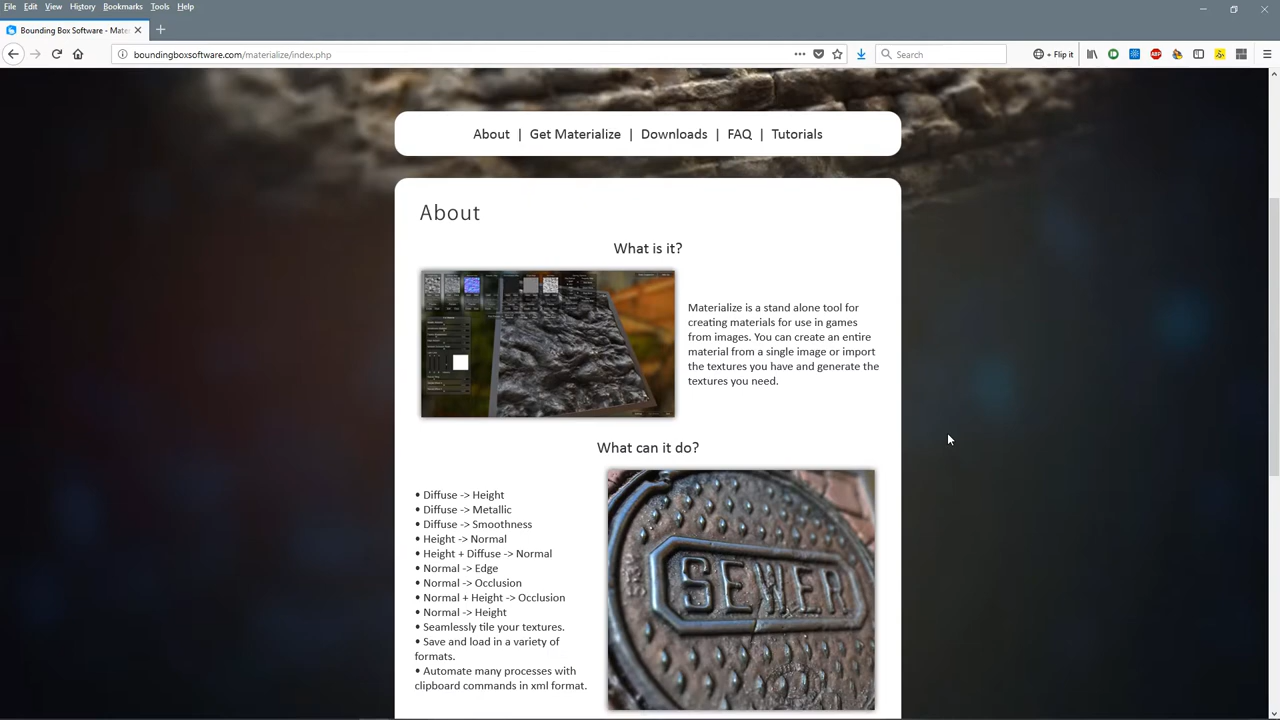 File Edit View History Bookmarks Tools Help
Bounding Box Software - Mate
boundingboxsoftware.com/materialize/index.php
Search
+ Flip it
ABP
About | Get Materialize | Downloads | FAQ | Tutorials
About
What is it?
Materialize is a stand alone tool for
creating materials for use in games
from images. You can create an entire
material from a single image or import
the textures you have and generate the
textures you need.
What can it do?
• Diffuse -> Height
• Diffuse -> Metallic
• Diffuse -> Smoothness
• Height -> Normal
• Height + Diffuse -> Normal
• Normal -> Edge
• Normal -> Occlusion
• Normal + Height -> Occlusion
• Normal -> Height
• Seamlessly tile your textures.
• Save and load in a variety of
formats.
• Automate many processes with
clipboard commands in xml format.
SEWER